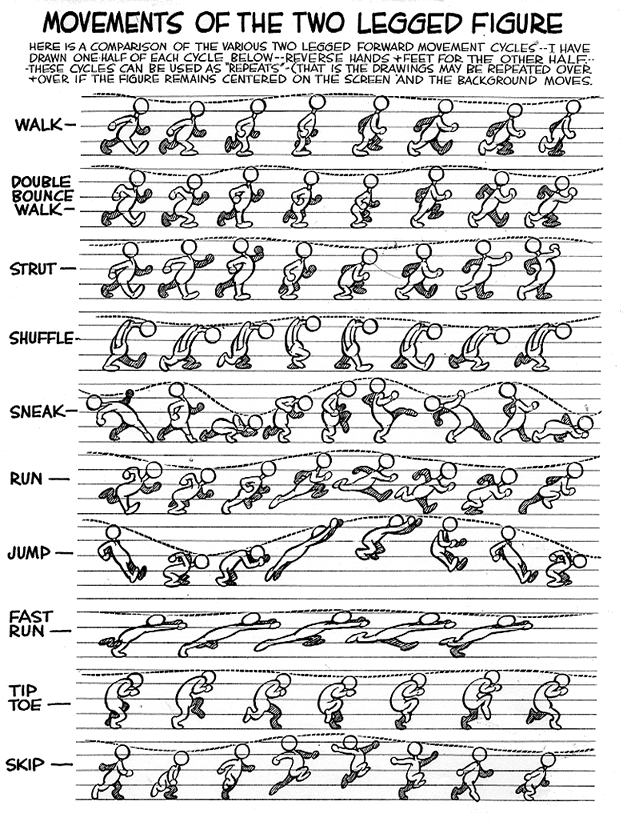 MOVEMENTS OF THE TWO LEGGED FIGURE
HERE IS A COMPARISON OF THE VARIOUS TWO LEGGED FORWARD MOVEMENT CYCLES--I HAVE
DRAWN ONE HALF OF EACH CYCLE BELOW--REVERSE HANDS + FEET FOR THE OTHER HALF--
-THESE CYCLES CAN BE USED AS "REPEATS"-(THAT IS THE DRAWINGS MAY BE REPEATED OVER
+ OVER IF THE FIGURE REMAINS CENTERED ON THE SCREEN AND THE BACKGROUND MOVES.
WALK-
DOUBLE
BOUNCE
WALK-
STRUT-
SHUFFLE-
SNEAK-
RUN-
JUMP-
FAST
RUN-
TIP
TOE-
SKIP-